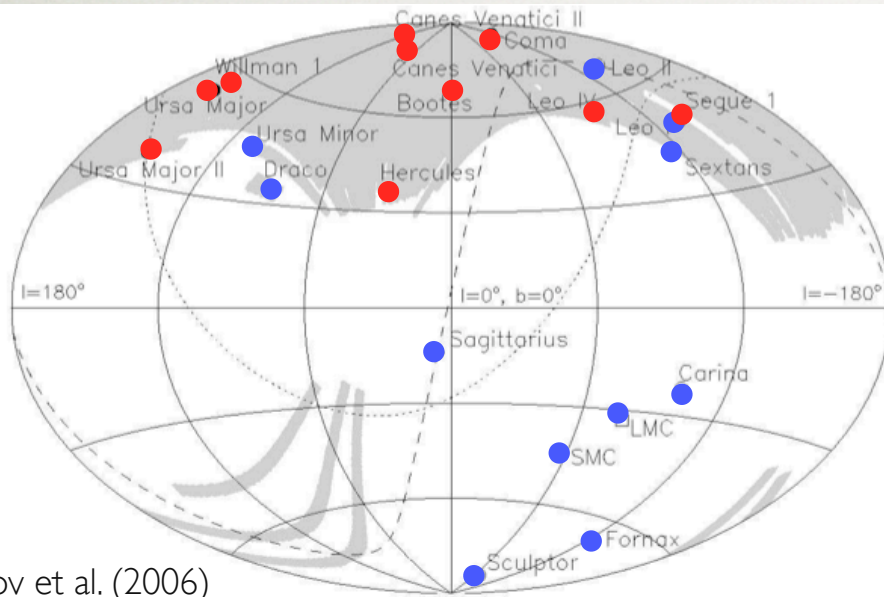 Canes Venatici II
Coma
Willman 1
Canes Venatici
Leo II
Ursa Major
Bootes
Leo IV
Segue 1
Leo
Ursa Minor
Ursa Major II
Draco
Hercules
Sextans
l=180°
l=0°, b=0°
l=-180°
Sagittarius
Carina
LMC
SMC
Fornax
Sculptor
ov et al. (2006)